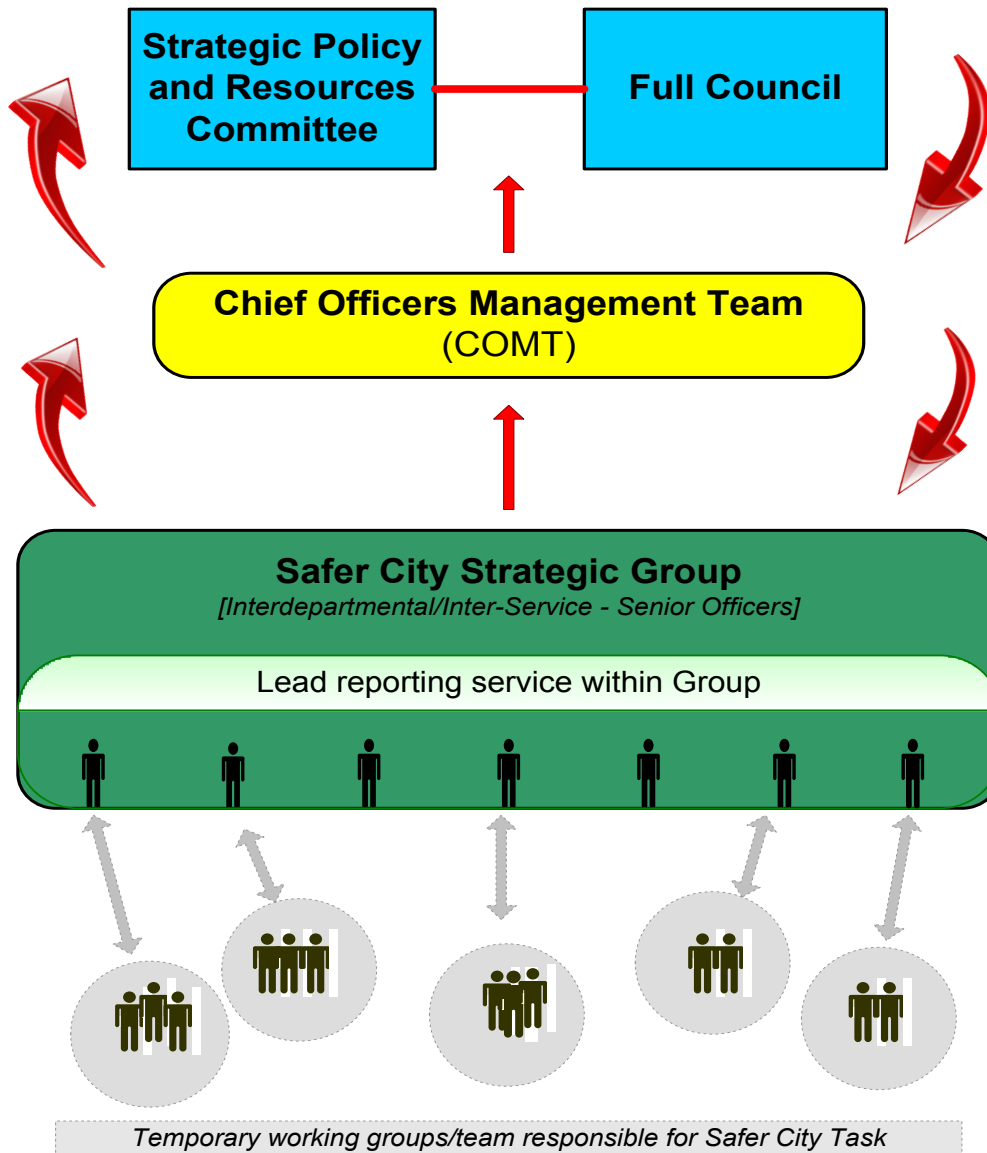 Strategic Policy
and Resources
Committee
Full Council
Chief Officers Management Team
(COMT)
Safer City Strategic Group
[Interdepartmental/Inter-Service - Senior Officers]
Lead reporting service within Group
Temporary working groups/team responsible for Safer City Task